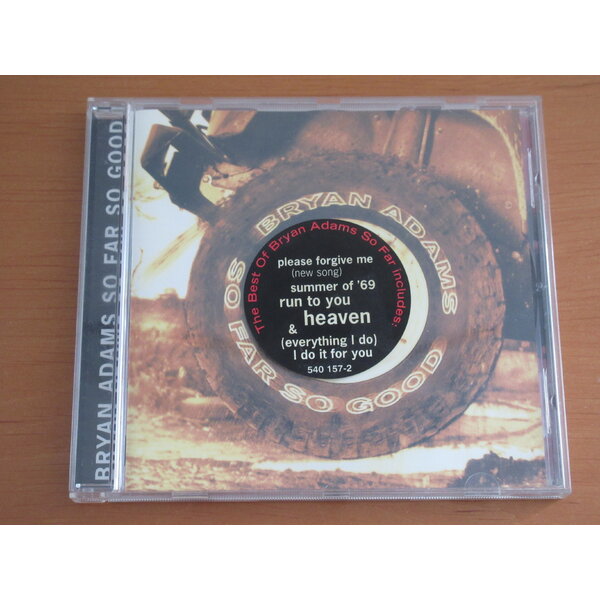 BRYAN ADAMS SO FAR SO GOOD
BRYAN ADAMS
SO FAR SO GOOD
The Best Of Bryan Adams So Far includes:
please forgive me
(new song)
summer of '69
run to you
heaven
&
(everything I do)
I do it for you
540 157-2